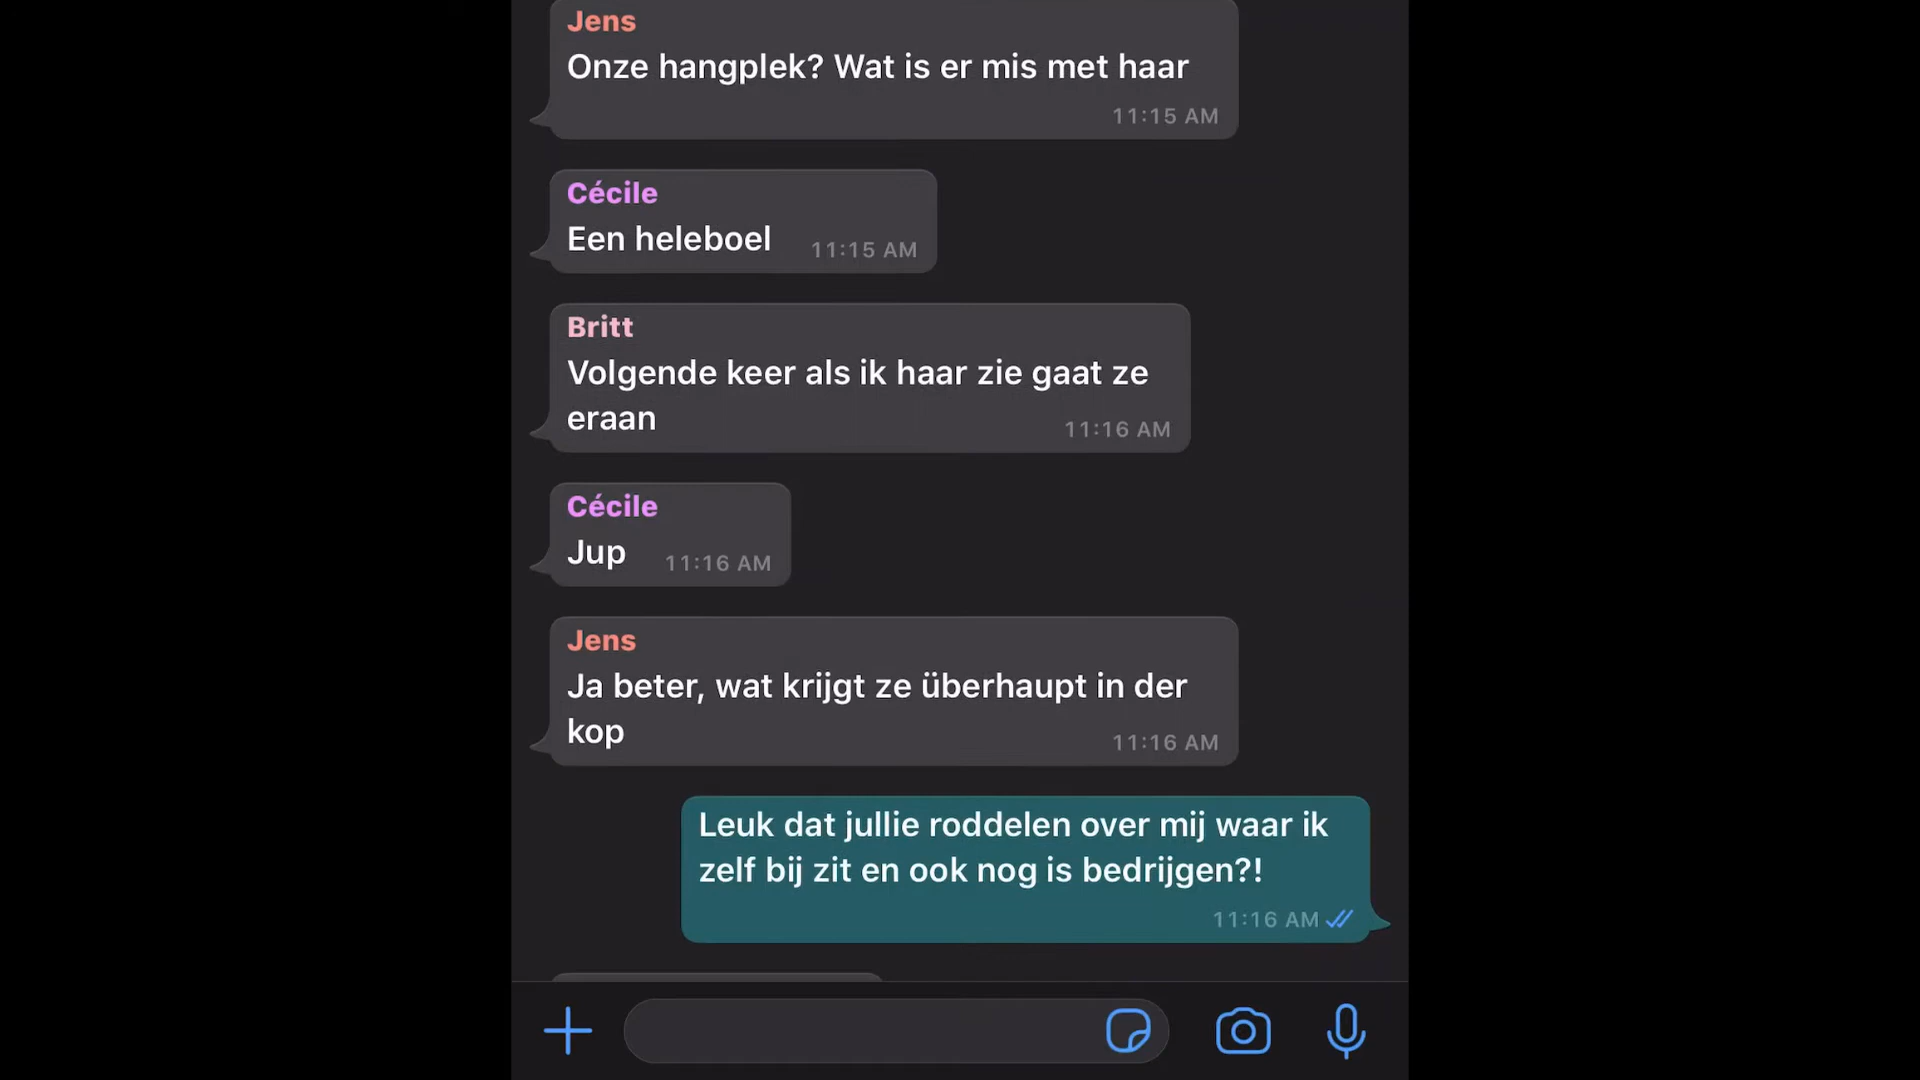 Jens
Onze hangplek? Wat is er mis met haar
11:15 AM
Cécile
Een heleboel 11:15 AM
Britt
Volgende keer als ik haar zie gaat ze
eraan 11:16 AM
Cécile
Jup 11:16 AM
Jens
Ja beter, wat krijgt ze überhaupt in der
kop 11:16 AM
Leuk dat jullie roddelen over mij waar ik
zelf bij zit en ook nog is bedrijgen?!
11:16 AM